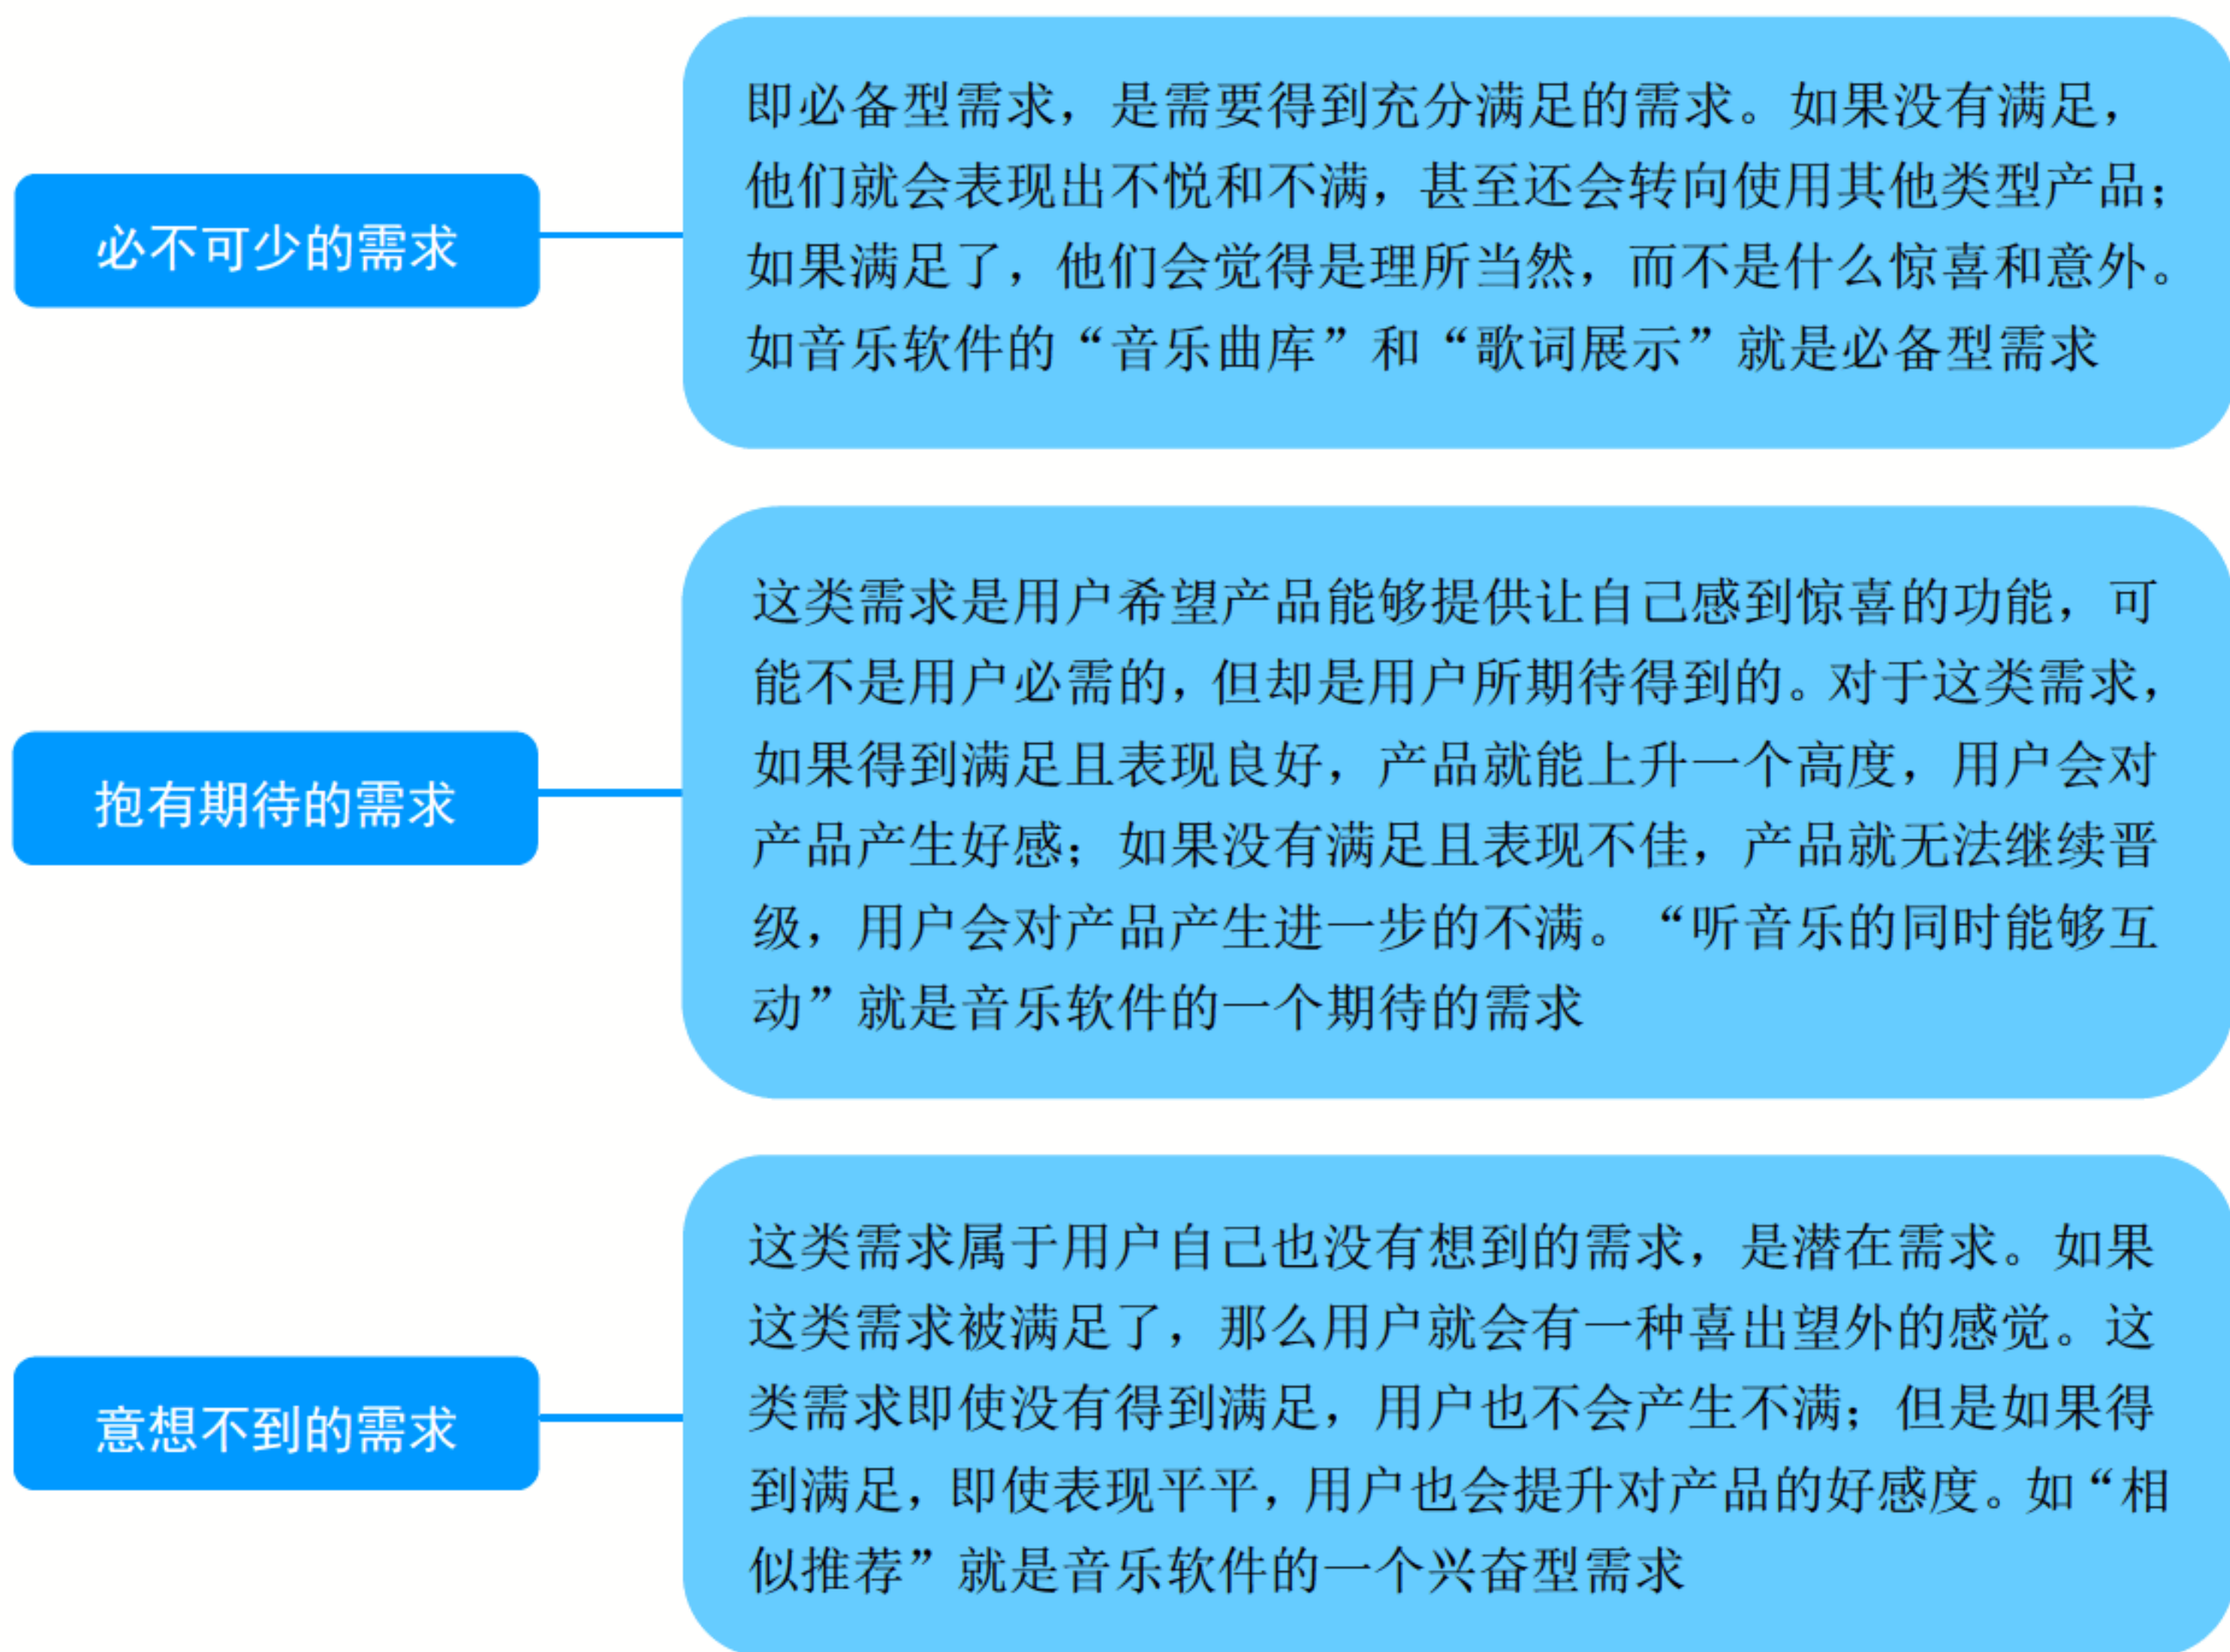 必不可少的需求
即必备型需求，是需要得到充分满足的需求。如果没有满足，
他们就会表现出不悦和不满，甚至还会转向使用其他类型产品；
如果满足了，他们会觉得是理所当然，而不是什么惊喜和意外。
如音乐软件的“音乐曲库”和“歌词展示”就是必备型需求
抱有期待的需求
这类需求是用户希望产品能够提供让自己感到惊喜的功能，可
能不是用户必需的，但却是用户所期待得到的。对于这类需求，
如果得到满足且表现良好，产品就能上升一个高度，用户会对
产品产生好感；如果没有满足且表现不佳，产品就无法继续晋
级，用户会对产品产生进一步的不满。“听音乐的同时能够互
动”就是音乐软件的一个期待的需求
意想不到的需求
这类需求属于用户自己也没有想到的需求，是潜在需求。如果
这类需求被满足了，那么用户就会有一种喜出望外的感觉。这
类需求即使没有得到满足，用户也不会产生不满；但是如果得
到满足，即使表现平平，用户也会提升对产品的好感度。如“相
似推荐”就是音乐软件的一个兴奋型需求